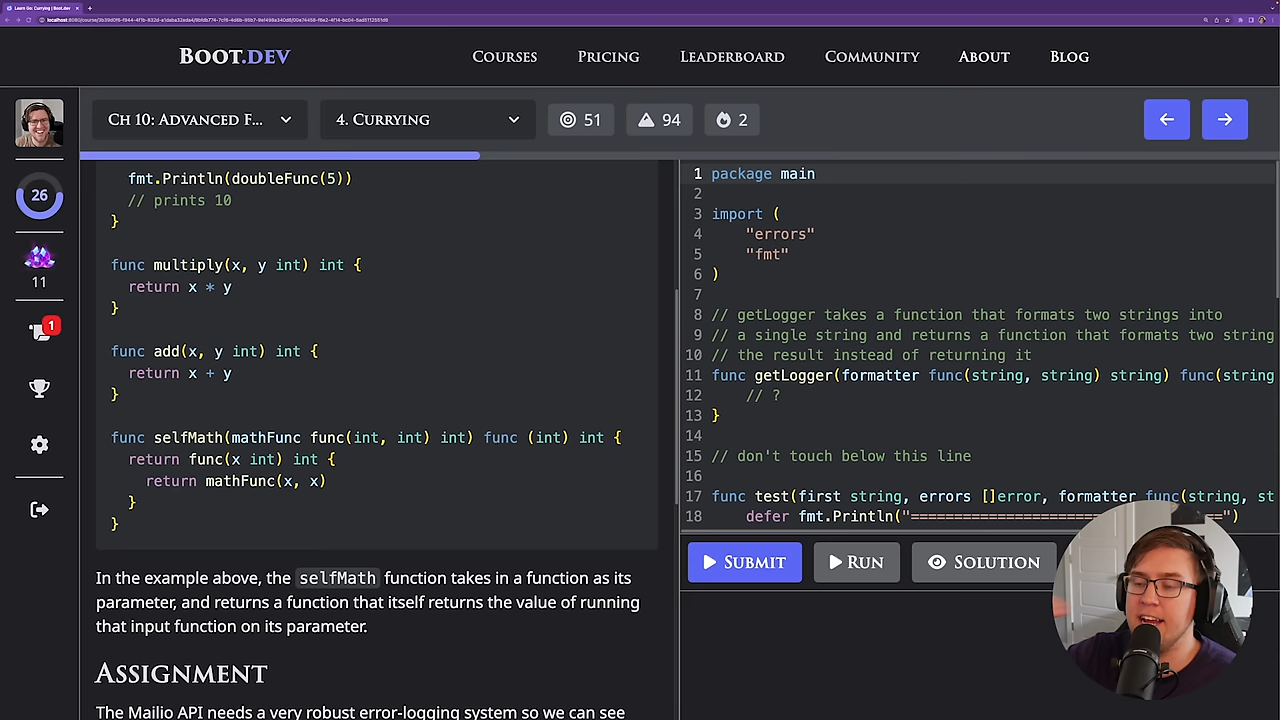 Learn Go: Currying | Boot.dev
BOOT.DEV
COURSES
PRICING
LEADERBOARD
COMMUNITY
ABOUT
BLOG
CH 10: ADVANCED F...
4. CURRYING
51
94
2
26
11
1
fmt.Println(doubleFunc(5))
// prints 10
}
func multiply(x, y int) int {
return x * y
}
func add(x, y int) int {
return x + y
}
func selfMath(mathFunc func(int, int) int) func (int) int {
return func(x int) int {
return mathFunc(x, x)
}
}
In the example above, the selfMath function takes in a function as its
parameter, and returns a function that itself returns the value of running
that input function on its parameter.
ASSIGNMENT
The Mailio API needs a very robust error-logging system so we can see
1 package main
2
3 import (
4 "errors"
5 "fmt"
6 )
7
8 // getLogger takes a function that formats two strings into
9 // a single string and returns a function that formats two string
10 // the result instead of returning it
11 func getLogger(formatter func(string, string) string) func(string
12 // ?
13 }
14
15 // don't touch below this line
16
17 func test(first string, errors []error, formatter func(string, st
18 defer fmt.Println("====================================")
SUBMIT
RUN
SOLUTION